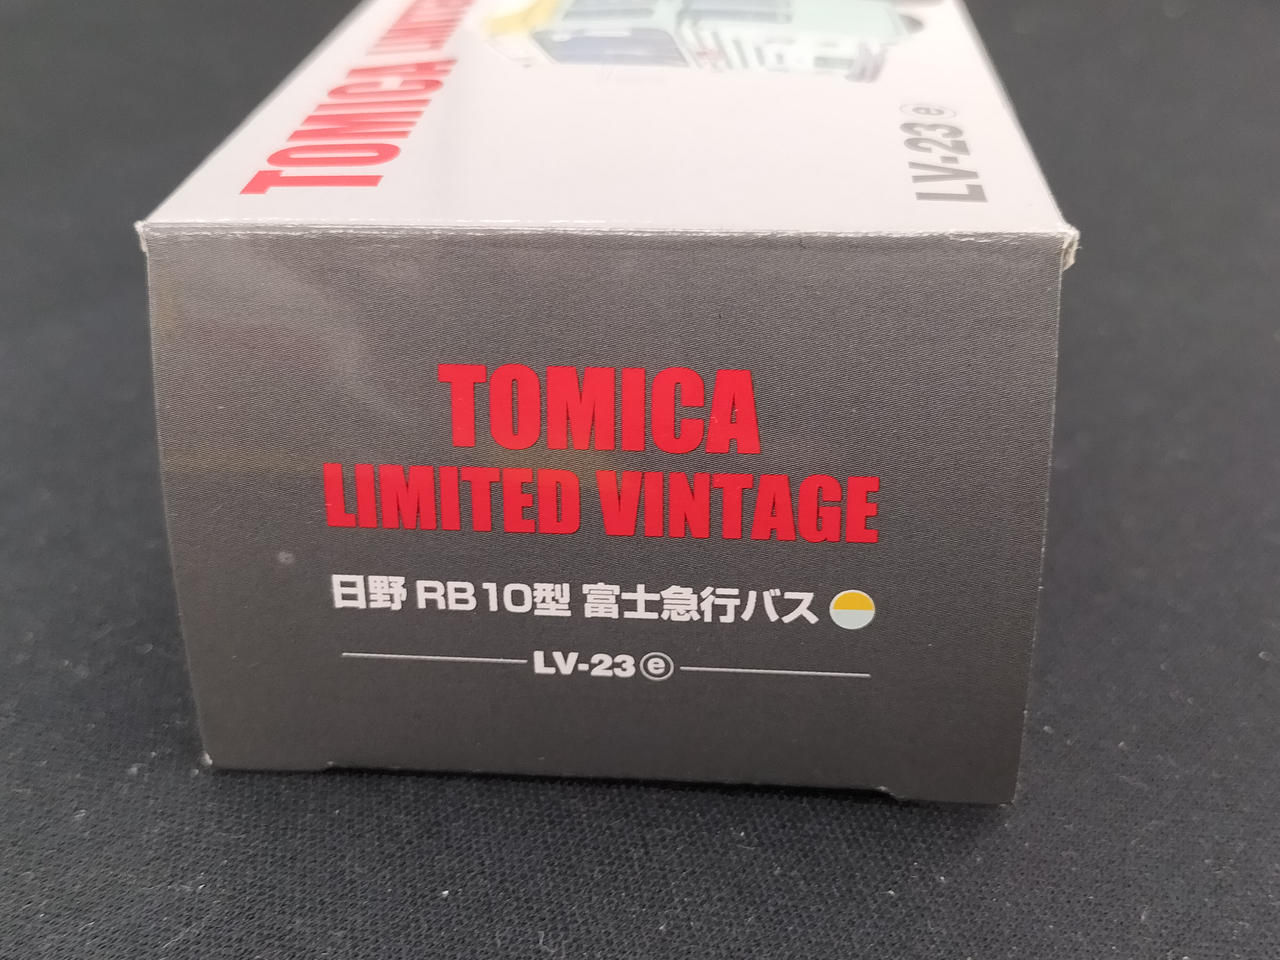 TOMICA LIMITED
LV-23ⓔ
TOMICA
LIMITED VINTAGE
日野 RB10型 富士急行バス
LV-23ⓔ